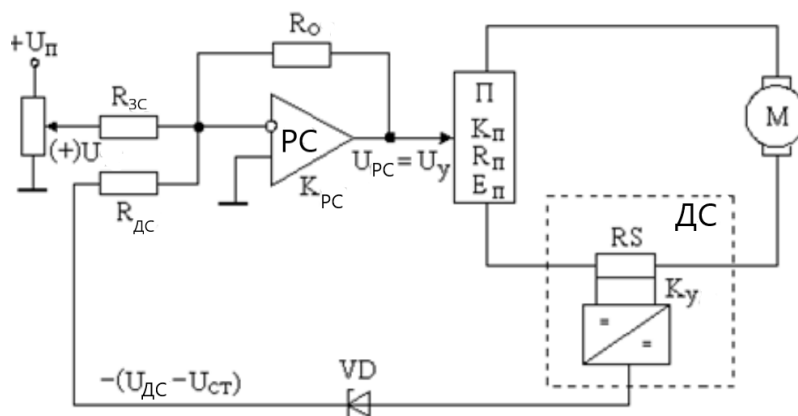 +Uп
Rо
Rзс
(+)U
РС
Kрс
Uрс = Uу
Rдс
П
Kп
Rп
Eп
М
ДС
RS
Kу
=
=
VD
–(Uдс – Uст)